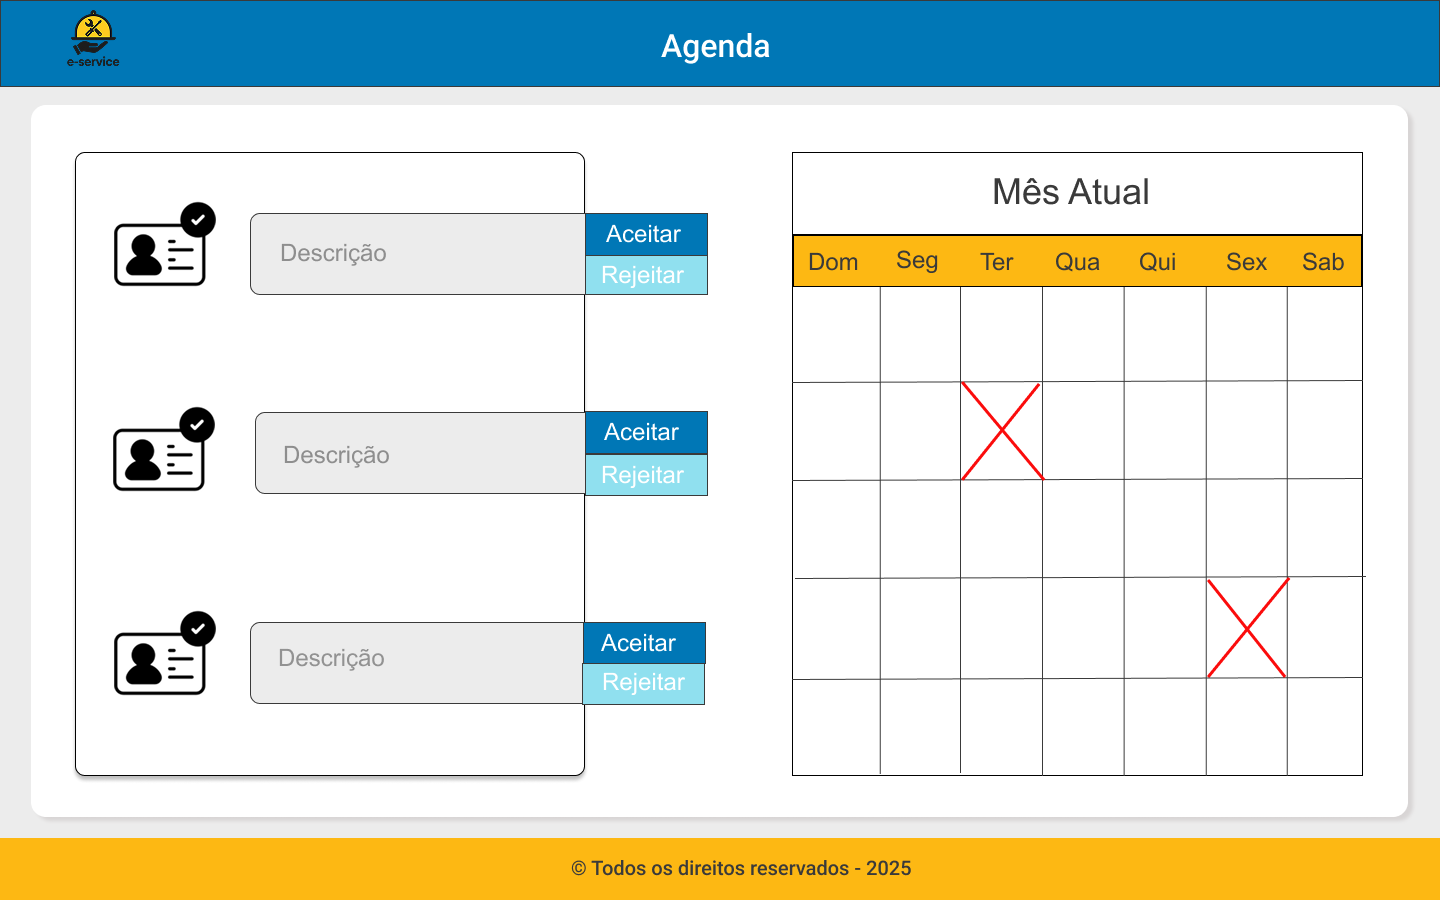 e-service
Agenda
Descrição
Aceitar
Rejeitar
Descrição
Aceitar
Rejeitar
Descrição
Aceitar
Rejeitar
Mês Atual
Dom Seg Ter Qua Qui Sex Sab
© Todos os direitos reservados - 2025